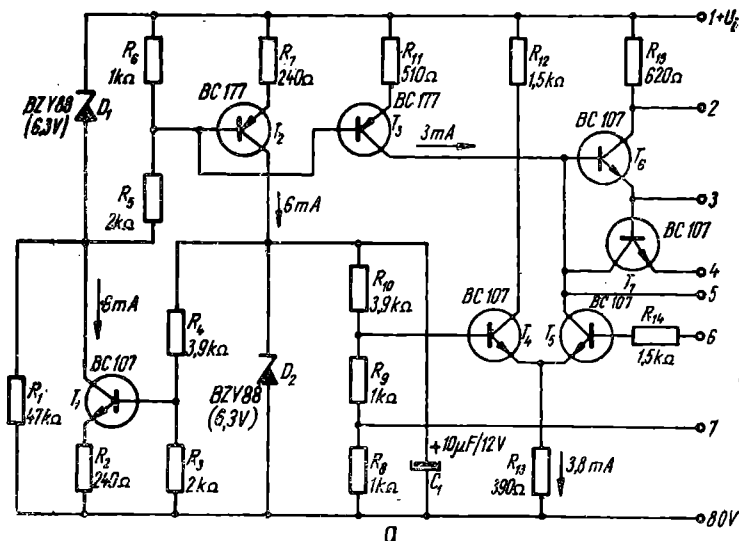 R6
1kΩ
R7
240Ω
R11
510Ω
R12
1,5kΩ
R15
620Ω
1+U
BZY88
(6,3V)
D1
BC 177
T2
BC 177
T3
3mA
2
BC 107
T6
3
R5
2kΩ
6mA
BC 107
T7
4
5
6mA
R4
3,9kΩ
R10
3,9kΩ
BC 107
T4
BC 107
T5
R14
1,5kΩ
6
BC 107
T1
R1
47kΩ
BZY88
(6,3V)
D2
R9
1kΩ
7
R2
240Ω
R3
2kΩ
R8
1kΩ
+10μF/12V
C1
R13
390Ω
3,8mA
80V
a